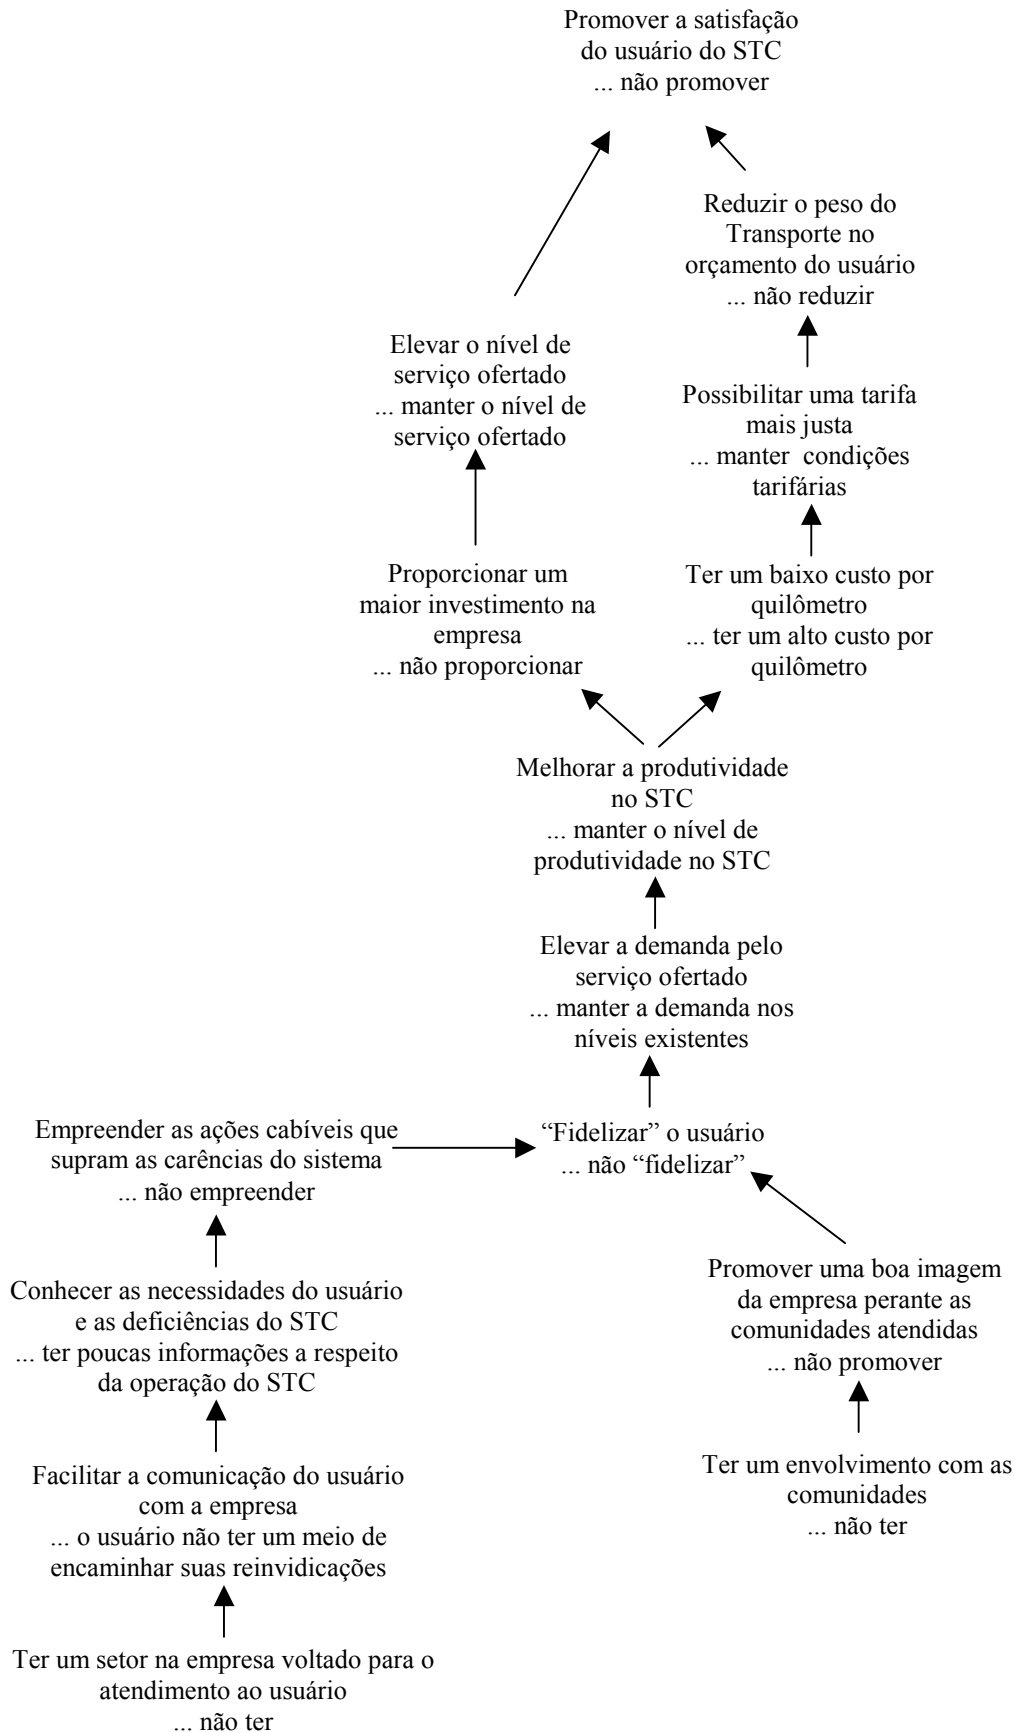 Promover a satisfação
do usuário do STC
... não promover
Reduzir o peso do
Transporte no
orçamento do usuário
... não reduzir
Elevar o nível de
serviço ofertado
... manter o nível de
serviço ofertado
Possibilitar uma tarifa
mais justa
... manter condições
tarifárias
Proporcionar um
maior investimento na
empresa
... não proporcionar
Ter um baixo custo por
quilômetro
... ter um alto custo por
quilômetro
Melhorar a produtividade
no STC
... manter o nível de
produtividade no STC
Elevar a demanda pelo
serviço ofertado
... manter a demanda nos
níveis existentes
Empreender as ações cabíveis que
supram as carências do sistema
... não empreender
“Fidelizar” o usuário
... não “fidelizar”
Conhecer as necessidades do usuário
e as deficiências do STC
... ter poucas informações a respeito
da operação do STC
Promover uma boa imagem
da empresa perante as
comunidades atendidas
... não promover
Facilitar a comunicação do usuário
com a empresa
... o usuário não ter um meio de
encaminhar suas reinvidicações
Ter um envolvimento com as
comunidades
... não ter
Ter um setor na empresa voltado para o
atendimento ao usuário
... não ter